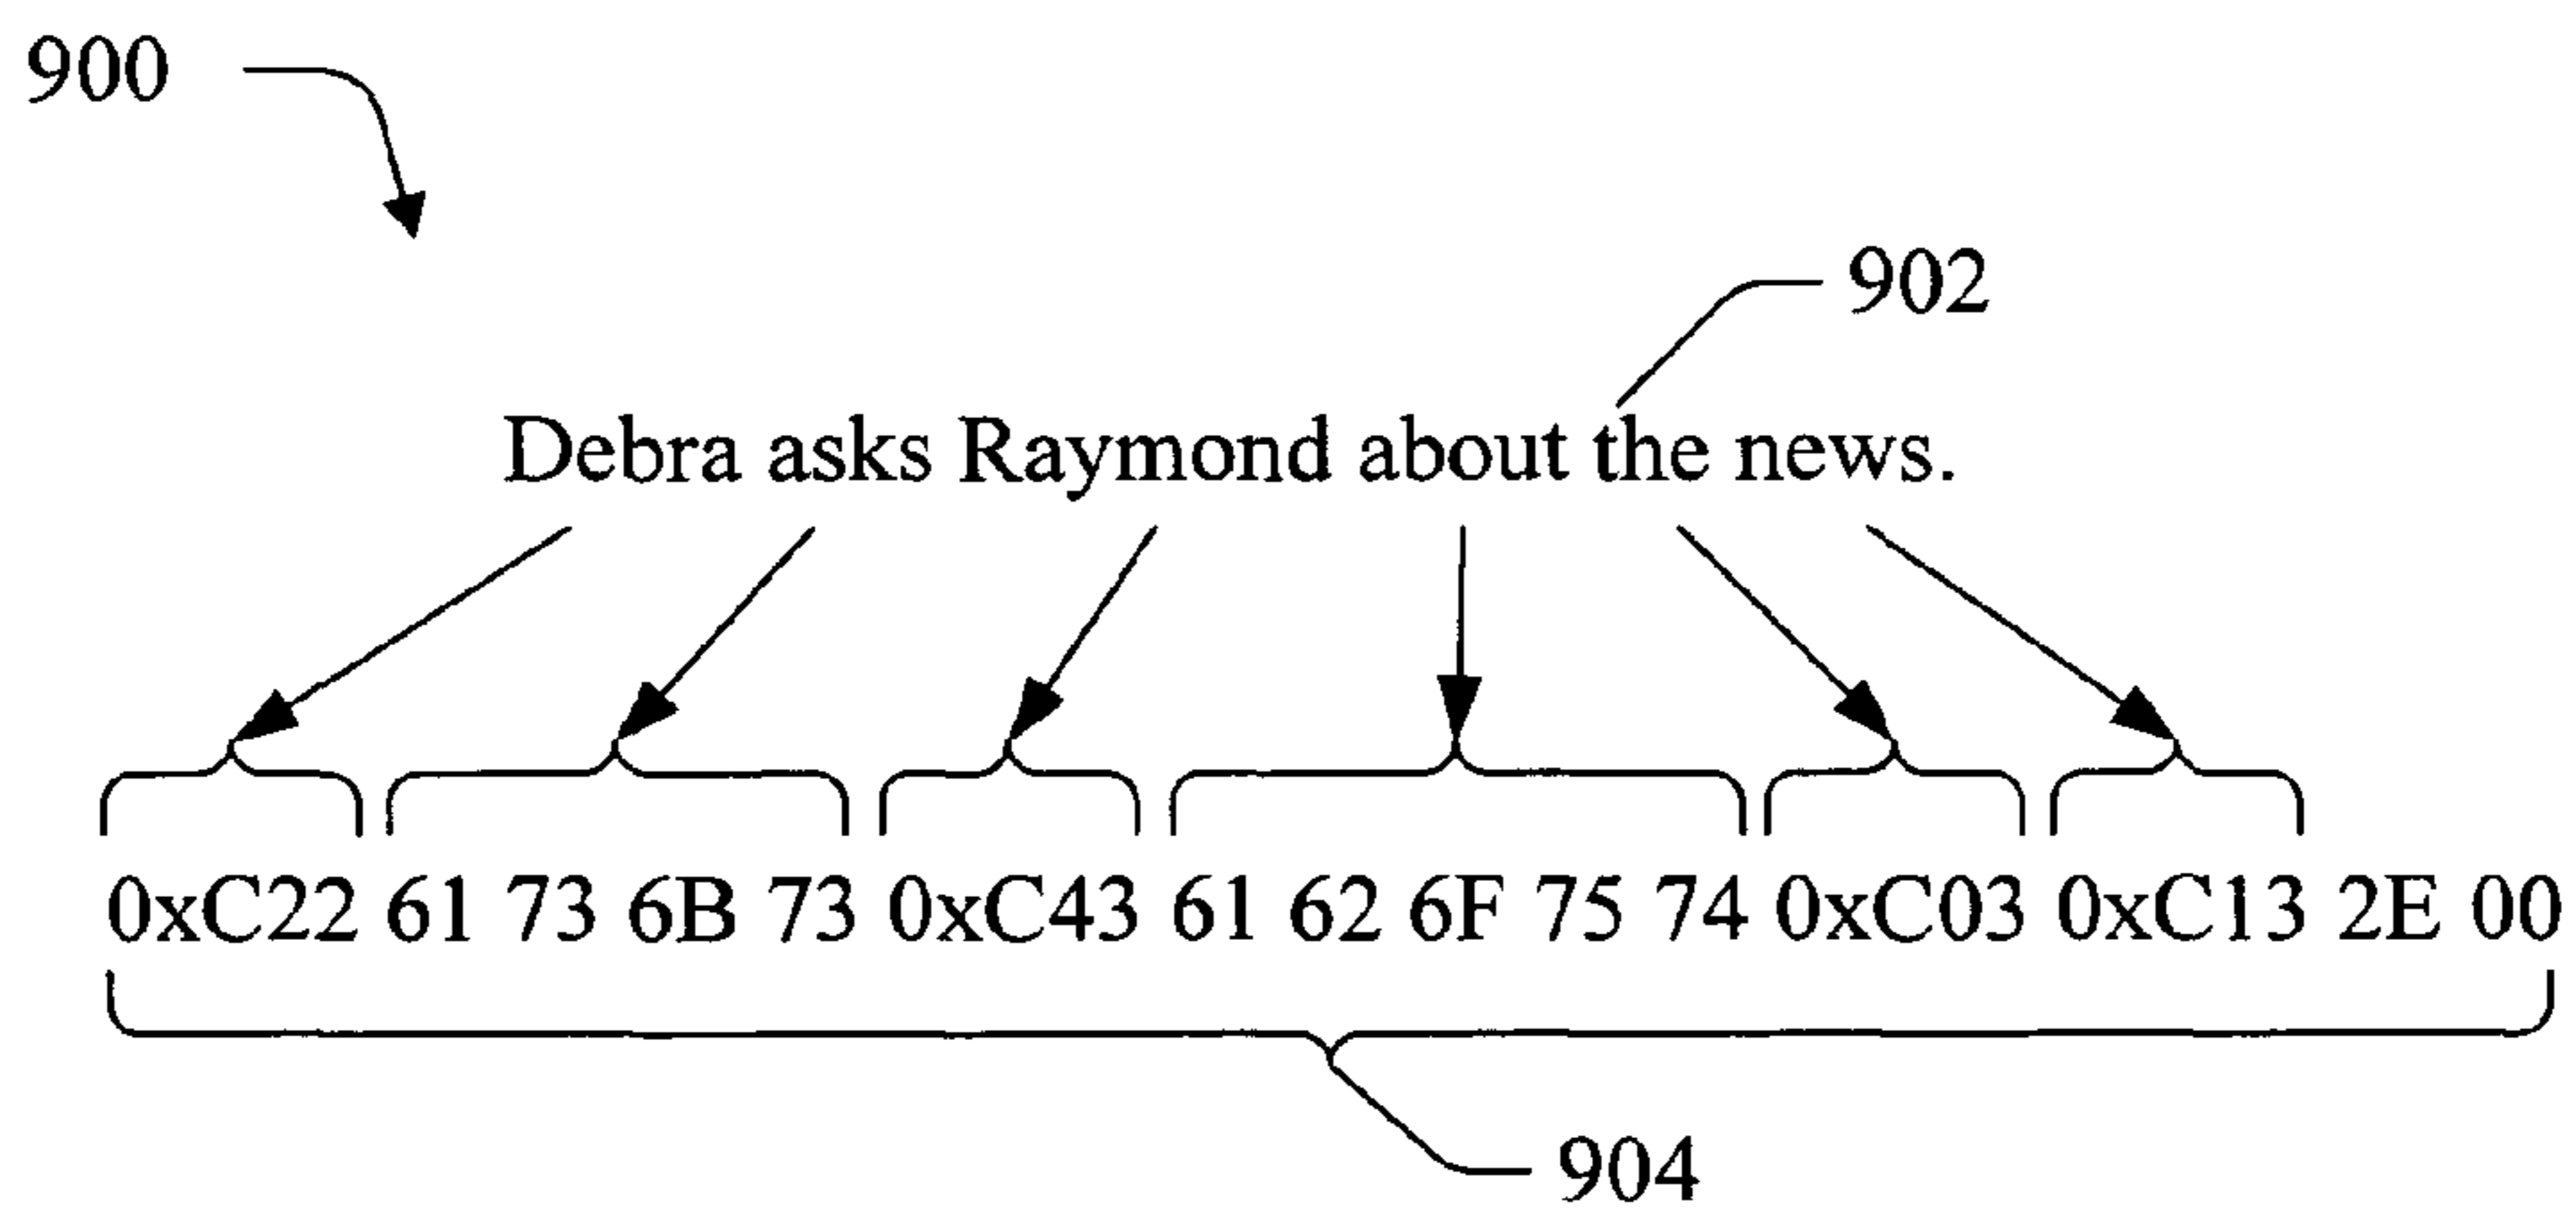 900
902
Debra asks Raymond about the news.
0xC22 61 73 6B 73 0xC43 61 62 6F 75 74 0xC03 0xC13 2E 00
904